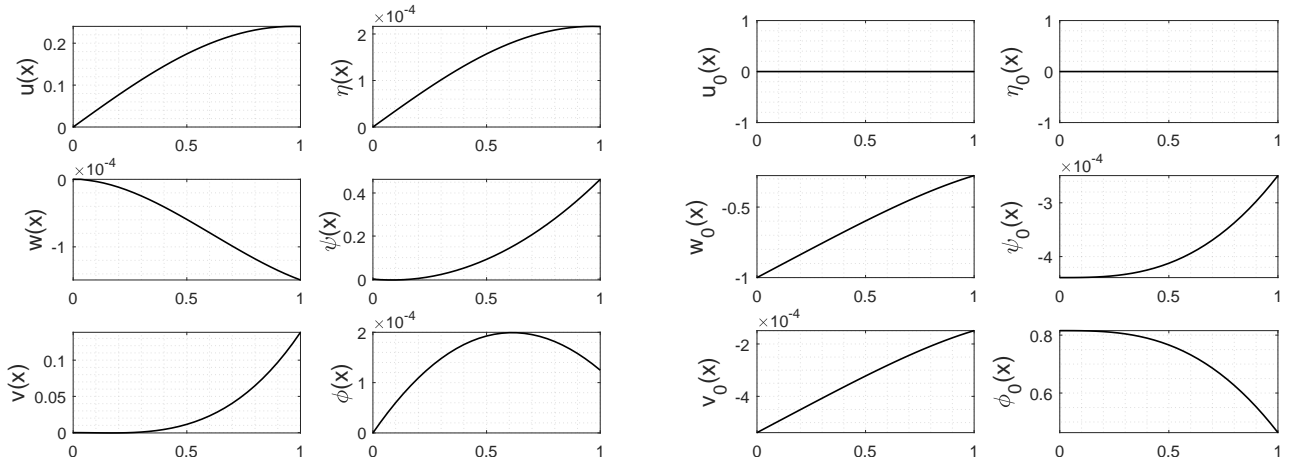 ×10⁻⁴
0.2 u(x) 0 0 0.5 1
2 η(x) 1 0 0 0.5 1
1 u₀(x) 0 -1 0 0.5 1
1 η₀(x) 0 -1 0 0.5 1
×10⁻⁴ ×10⁻⁴
0 w(x) -1 0 0.5 1
0.4 ψ(x) 0.2 0 0 0.5 1
-0.5 w₀(x) -1 0 0.5 1
-3 ψ₀(x) -4 0 0.5 1
×10⁻⁴ ×10⁻⁴
0.1 v(x) 0.05 0 0 0.5 1
2 ϕ(x) 1 0 0 0.5 1
-2 v₀(x) -4 0 0.5 1
0.8 ϕ₀(x) 0.6 0 0.5 1